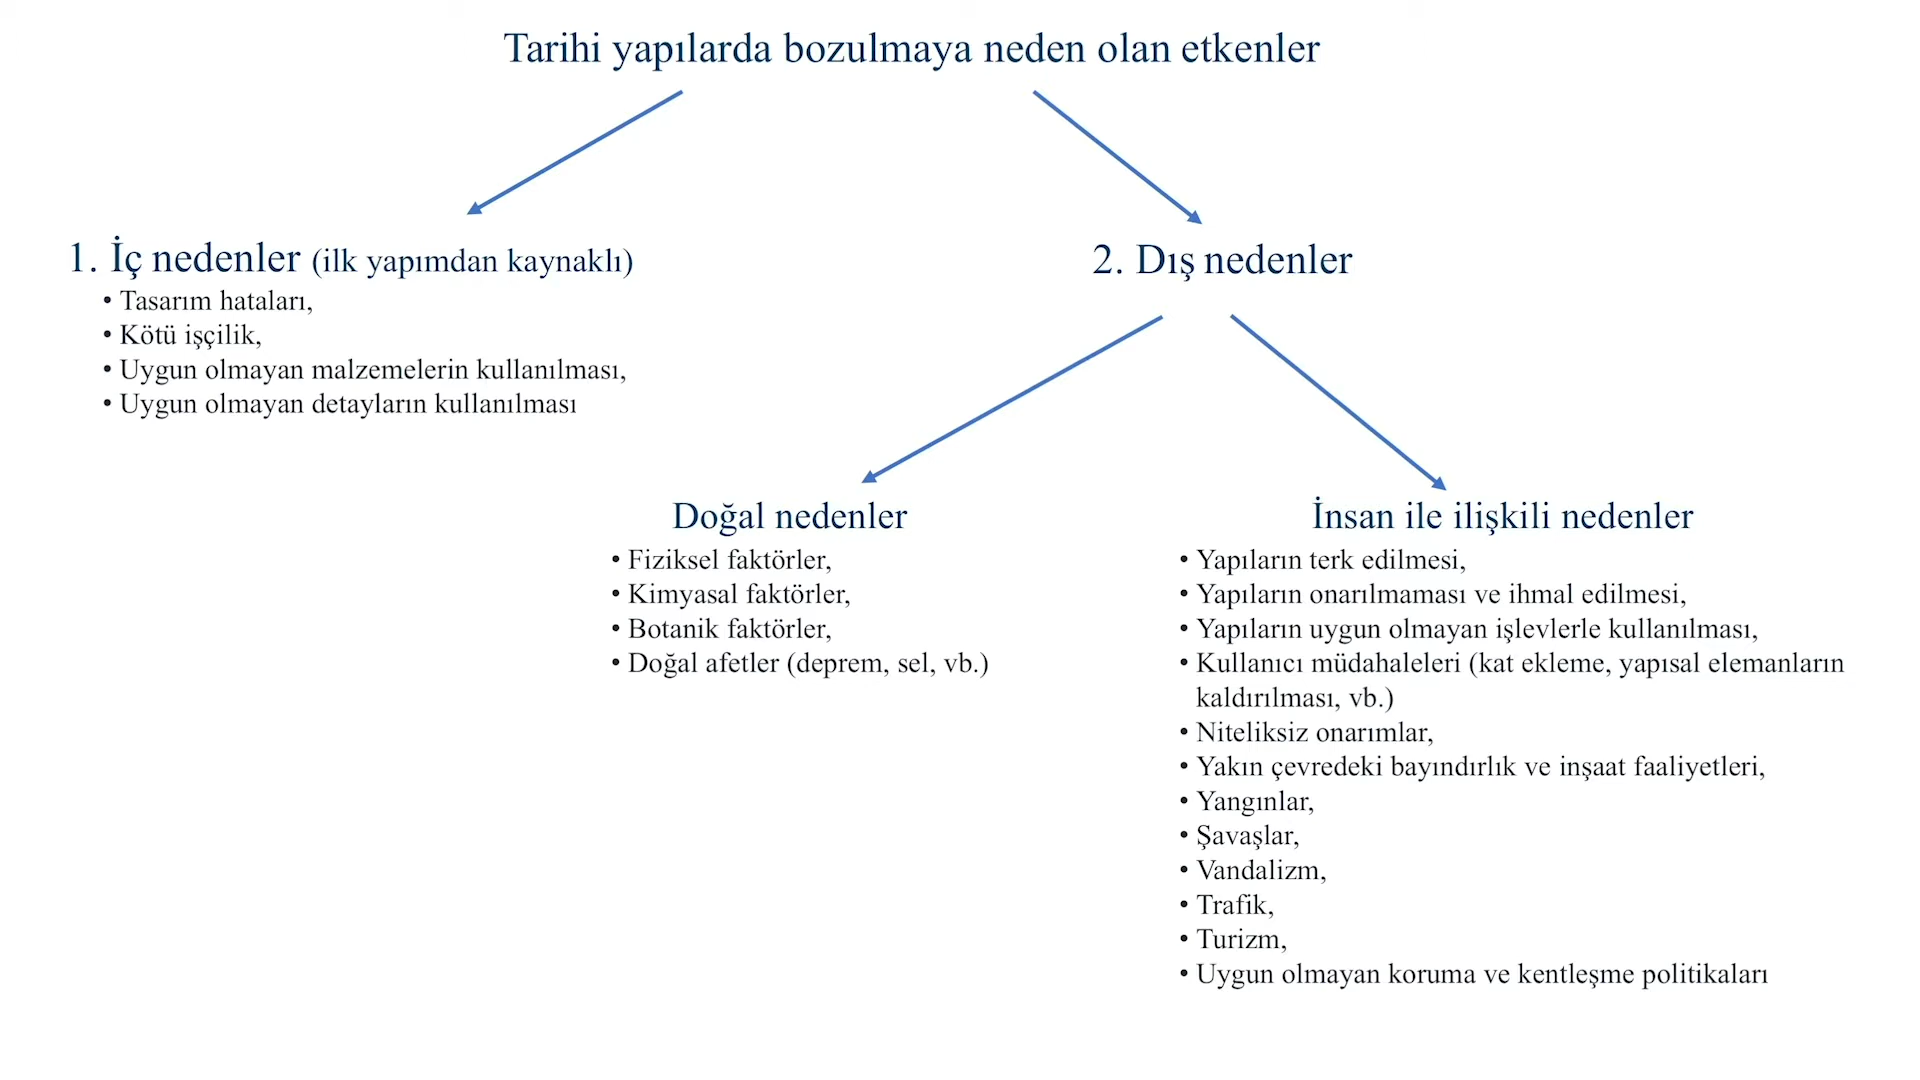 Tarihi yapılarda bozulmaya neden olan etkenler
1. İç nedenler (ilk yapımdan kaynaklı)
• Tasarım hataları,
• Kötü işçilik,
• Uygun olmayan malzemelerin kullanılması,
• Uygun olmayan detayların kullanılması
2. Dış nedenler
Doğal nedenler
• Fiziksel faktörler,
• Kimyasal faktörler,
• Botanik faktörler,
• Doğal afetler (deprem, sel, vb.)
İnsan ile ilişkili nedenler
• Yapıların terk edilmesi,
• Yapıların onarılmaması ve ihmal edilmesi,
• Yapıların uygun olmayan işlevlerle kullanılması,
• Kullanıcı müdahaleleri (kat ekleme, yapısal elemanların
kaldırılması, vb.)
• Niteliksiz onarımlar,
• Yakın çevredeki bayındırlık ve inşaat faaliyetleri,
• Yangınlar,
• Şavaşlar,
• Vandalizm,
• Trafik,
• Turizm,
• Uygun olmayan koruma ve kentleşme politikaları